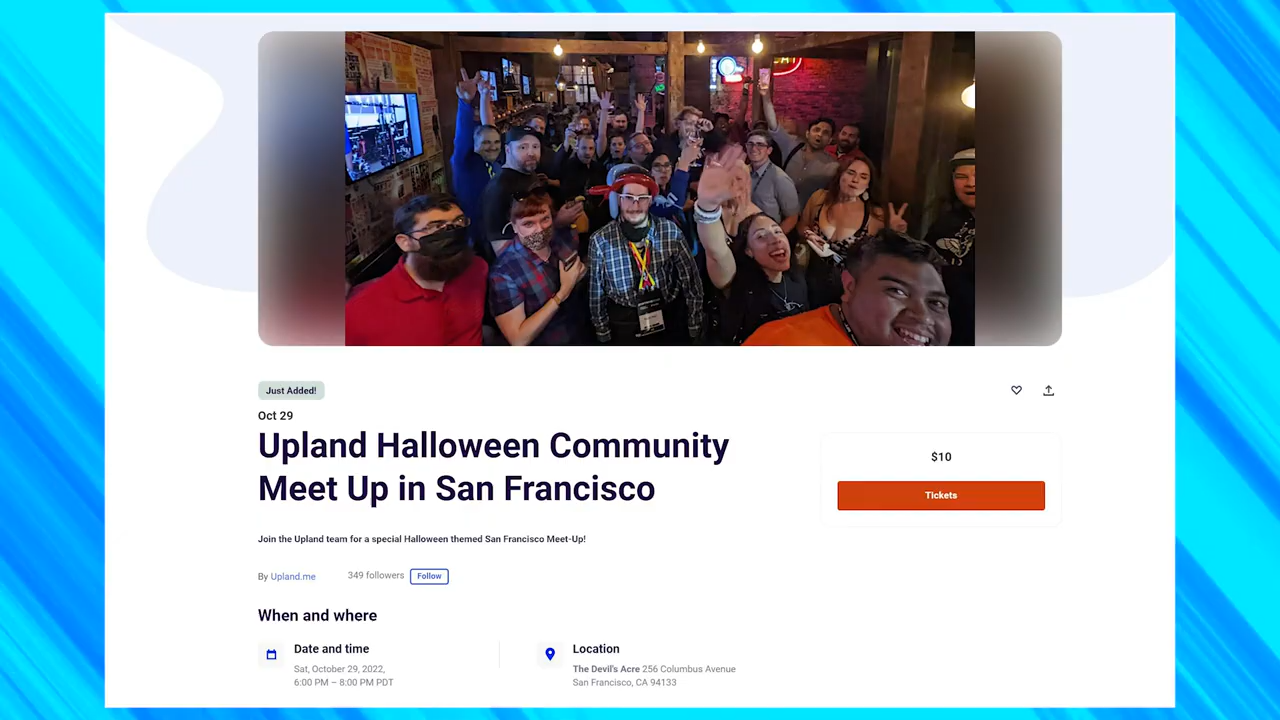 Just Added!
Oct 29
Upland Halloween Community
Meet Up in San Francisco
$10
Tickets
Join the Upland team for a special Halloween themed San Francisco Meet-Up!
By Upland.me
349 followers
Follow
When and where
Date and time
Sat, October 29, 2022,
6:00 PM – 8:00 PM PDT
Location
The Devil's Acre 256 Columbus Avenue
San Francisco, CA 94133